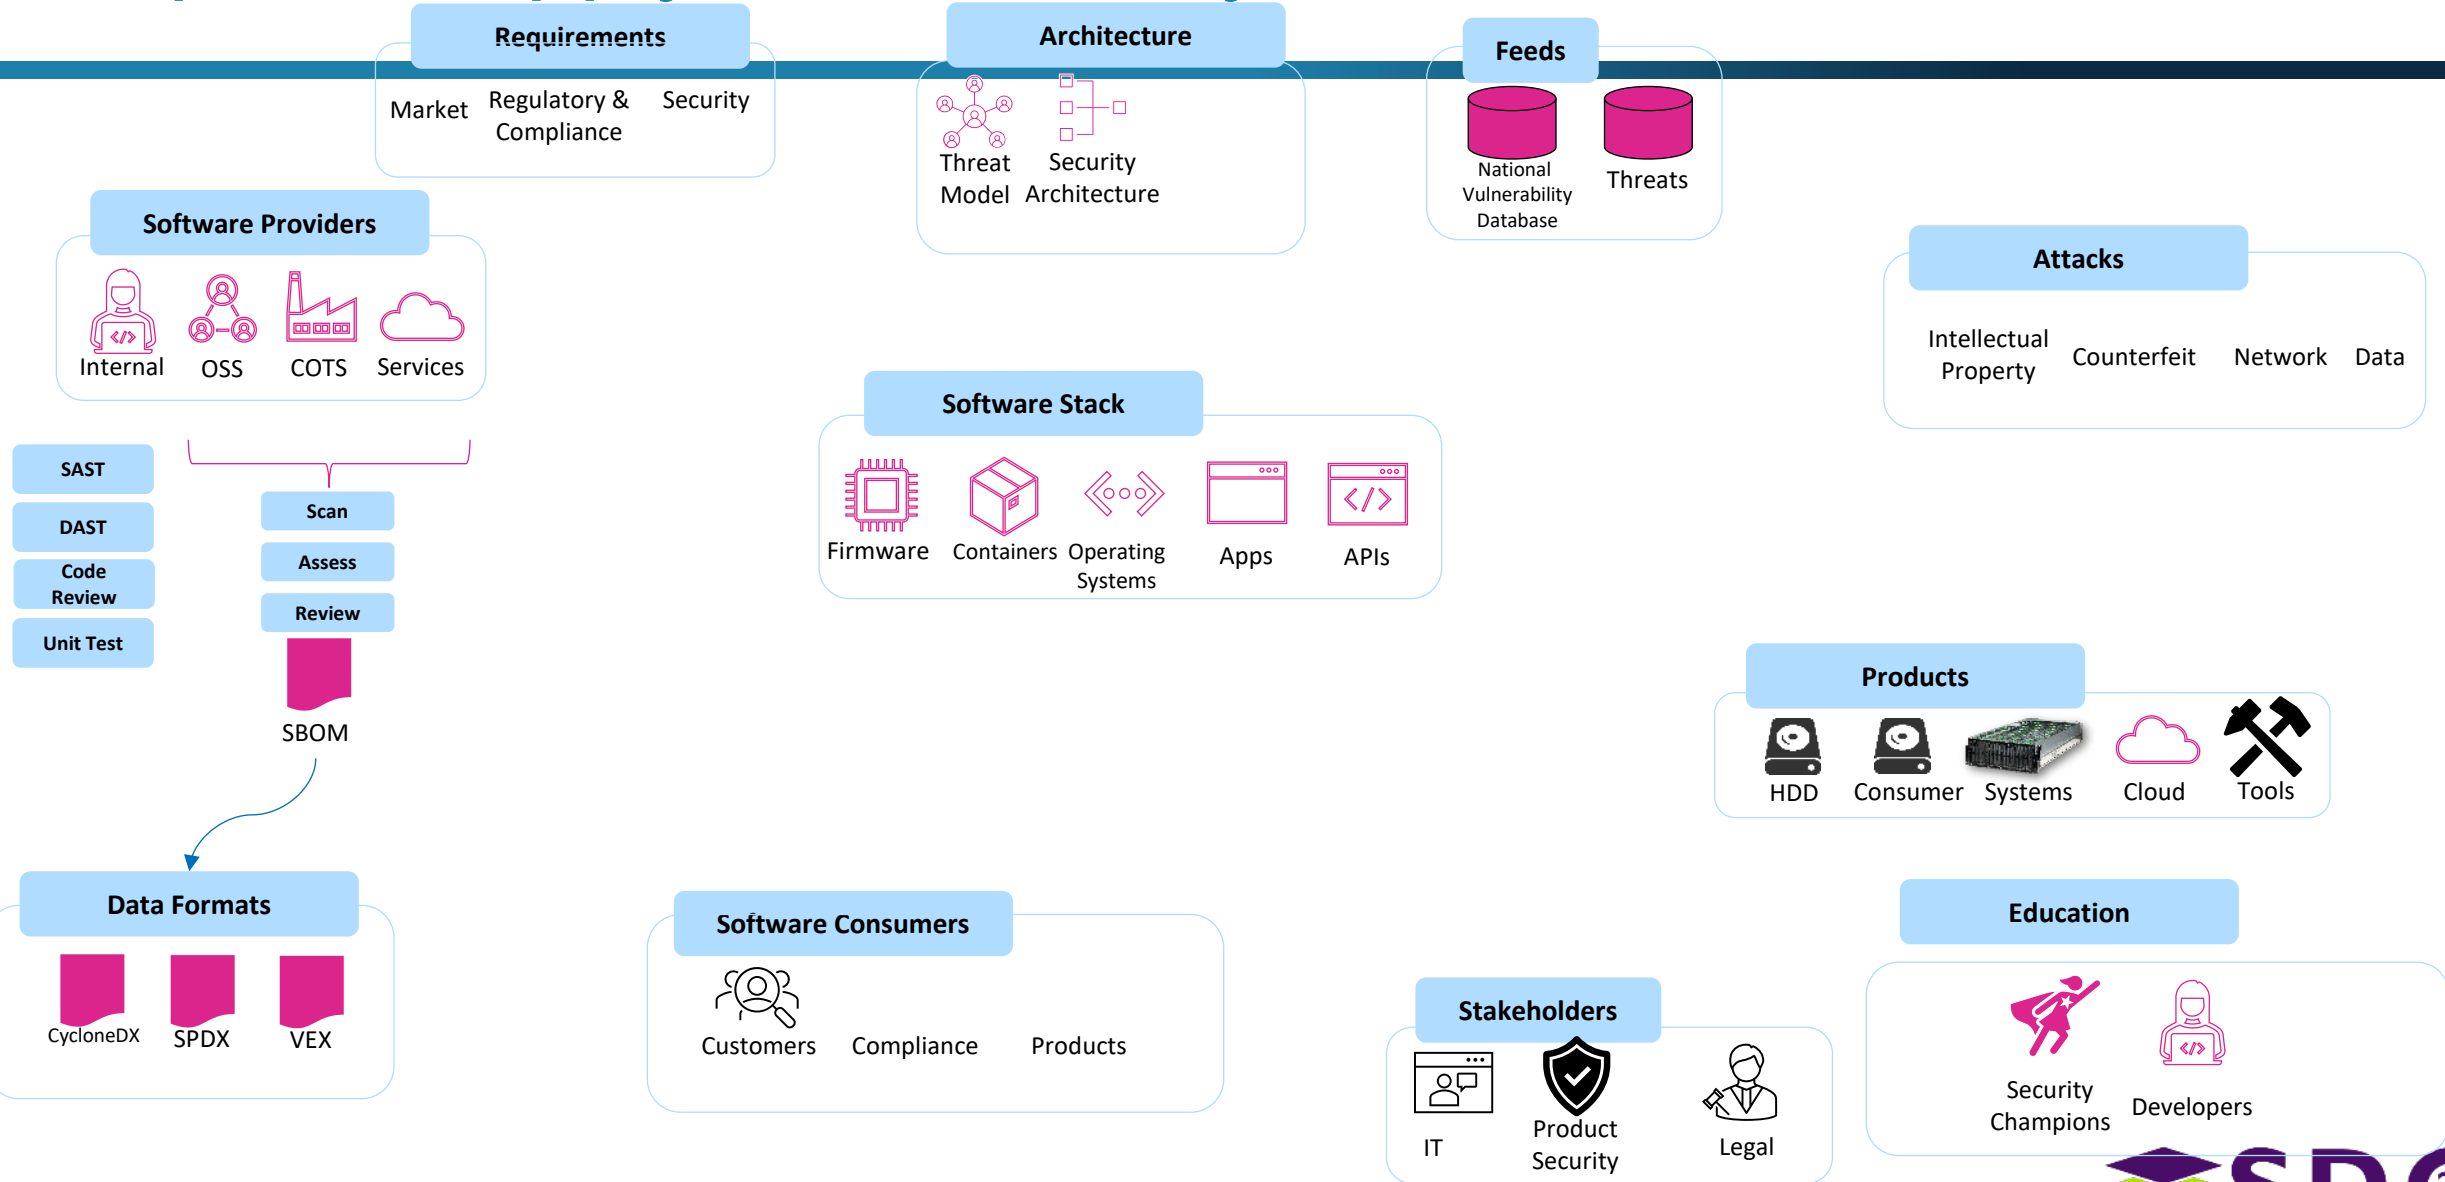 Requirements
Market
Regulatory &
Compliance
Security
Architecture
Threat
Model
Security
Architecture
Feeds
National
Vulnerability
Database
Threats
Software Providers
Internal
OSS
COTS
Services
Attacks
Intellectual
Property
Counterfeit
Network
Data
Software Stack
Firmware
Containers
Operating
Systems
Apps
APIs
SAST
DAST
Code
Review
Unit Test
Scan
Assess
Review
SBOM
Products
HDD
Consumer
Systems
Cloud
Tools
Data Formats
CycloneDX
SPDX
VEX
Software Consumers
Customers
Compliance
Products
Stakeholders
IT
Product
Security
Legal
Education
Security
Champions
Developers